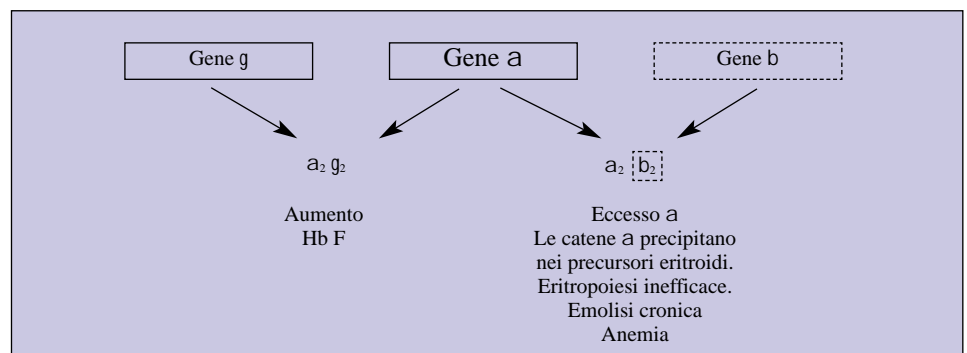 Gene g
Gene a
Gene b
a₂ g₂
a₂ b₂
Aumento
Hb F
Eccesso a
Le catene a precipitano
nei precursori eritroidi.
Eritropoiesi inefficace.
Emolisi cronica
Anemia